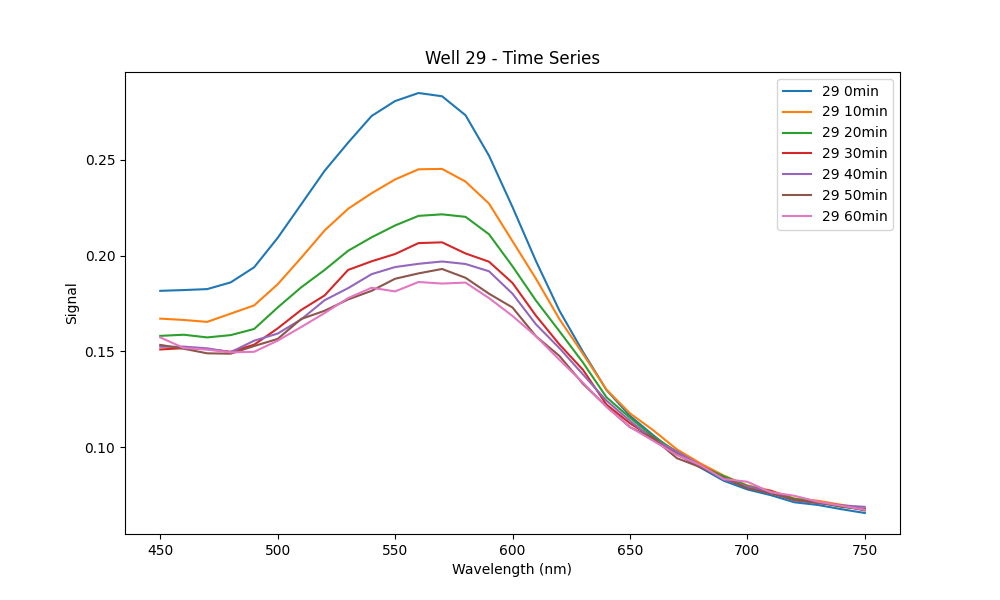 Well 29 - Time Series
29 0min
29 10min
29 20min
29 30min
29 40min
29 50min
29 60min
Signal
0.25
0.20
0.15
0.10
450 500 550 600 650 700 750
Wavelength (nm)